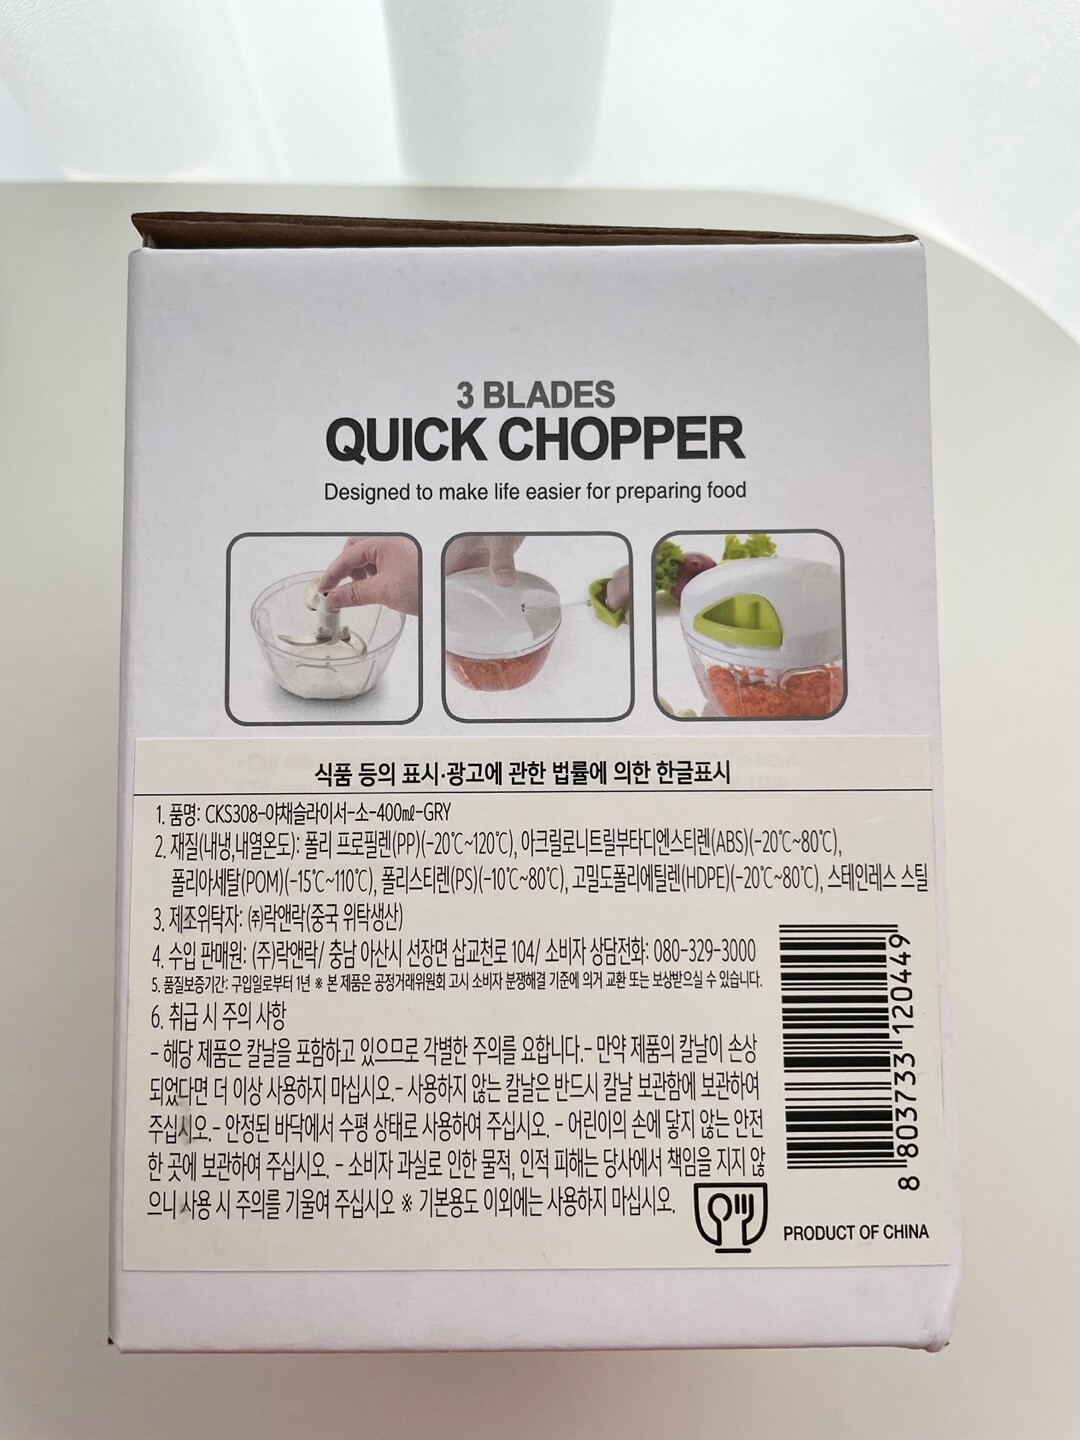 3 BLADES
QUICK CHOPPER
Designed to make life easier for preparing food
식품 등의 표시·광고에 관한 법률에 의한 한글표시
1. 품명: CKS308-야채슬라이서-소-400㎖-GRY
2. 재질(내냉,내열온도): 폴리 프로필렌(PP)(-20℃~120℃), 아크릴로니트릴부타디엔스티렌(ABS)(-20℃~80℃),
폴리아세탈(POM)(-15℃~110℃), 폴리스티렌(PS)(-10℃~80℃), 고밀도폴리에틸렌(HDPE)(-20℃~80℃), 스테인레스 스틸
3. 제조위탁자: ㈜락앤락(중국 위탁생산)
4. 수입 판매원: (주)락앤락/ 충남 아산시 선장면 삽교천로 104/ 소비자 상담전화: 080-329-3000
5. 품질보증기간: 구입일로부터 1년 ※ 본 제품은 공정거래위원회 고시 소비자 분쟁해결 기준에 의거 교환 또는 보상받으실 수 있습니다.
6. 취급 시 주의 사항
- 해당 제품은 칼날을 포함하고 있으므로 각별한 주의를 요합니다.- 만약 제품의 칼날이 손상
되었다면 더 이상 사용하지 마십시오.- 사용하지 않는 칼날은 반드시 칼날 보관함에 보관하여
주십시오.- 안정된 바닥에서 수평 상태로 사용하여 주십시오. - 어린이의 손에 닿지 않는 안전
한 곳에 보관하여 주십시오. - 소비자 과실로 인한 물적, 인적 피해는 당사에서 책임을 지지 않
으니 사용 시 주의를 기울여 주십시오 ※ 기본용도 이외에는 사용하지 마십시오.
8 803733 120449
PRODUCT OF CHINA